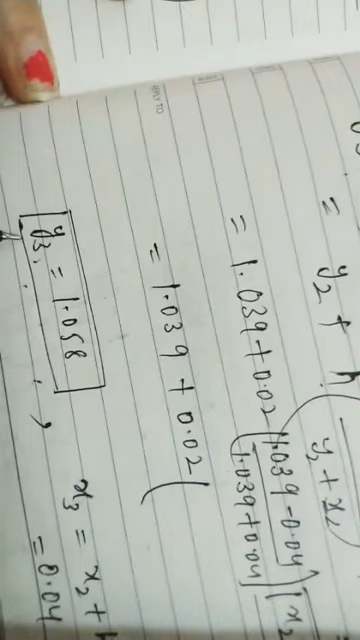 = y₂ + h(
y₂ + x₂
= 1.039 + 0.02 (1.039 - 0.04
1.039 + 0.04)
= 1.039 + 0.02(
y₃ = 1.058 ,
x₃ = x₂ + h
= 0.04